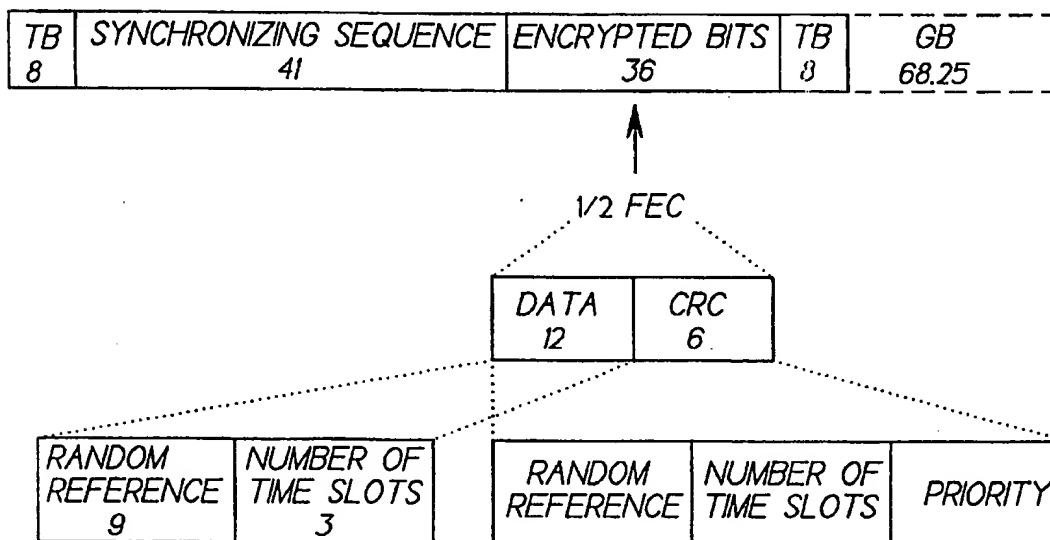 TB SYNCHRONIZING SEQUENCE ENCRYPTED BITS TB GB
8 41 36 8 68.25
1/2 FEC
DATA CRC
12 6
RANDOM REFERENCE 9
NUMBER OF TIME SLOTS 3
RANDOM REFERENCE
NUMBER OF TIME SLOTS
PRIORITY